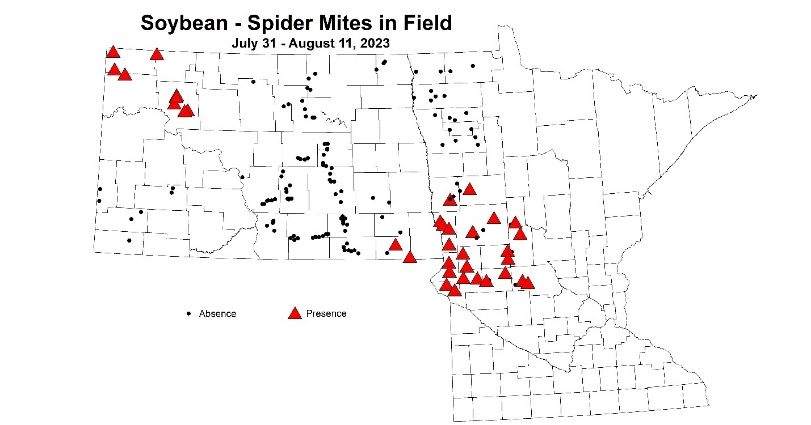 Soybean - Spider Mites in Field
July 31 - August 11, 2023
Absence
Presence